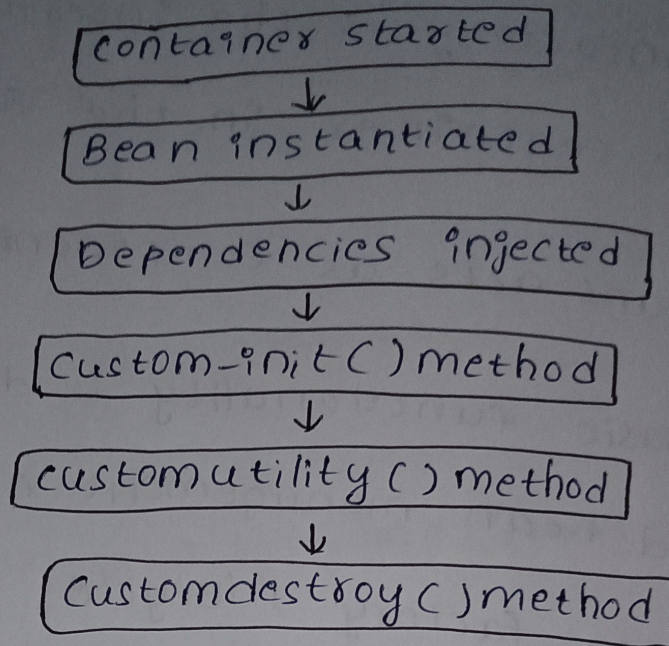 container started
↓
Bean instantiated
↓
Dependencies injected
↓
custom-init() method
↓
customutility() method
↓
customdestroy() method